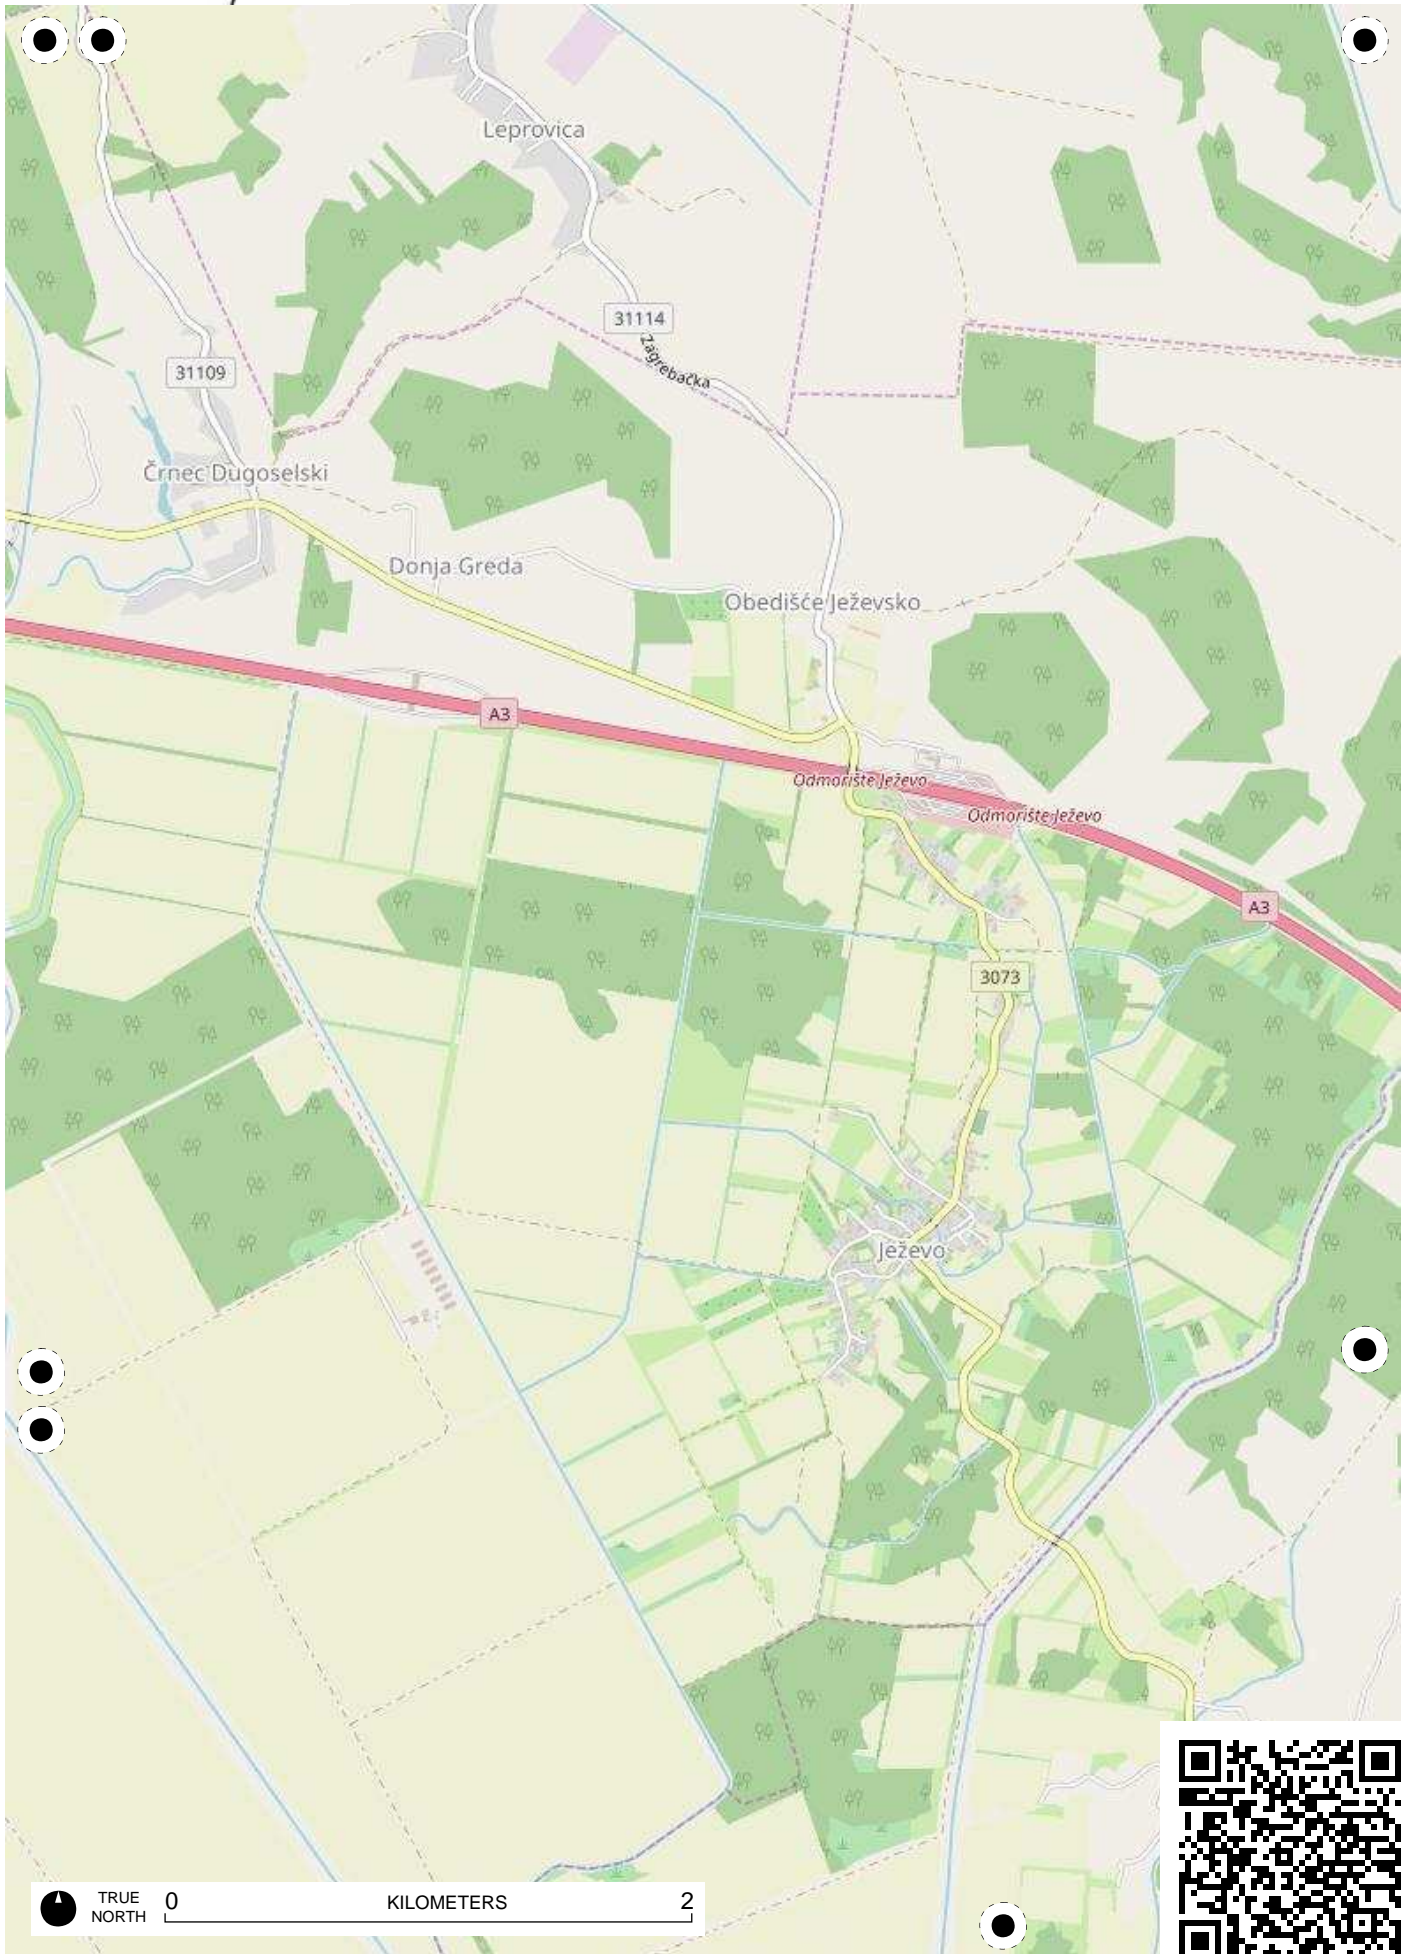 Leprovica
31114
Zagrebačka
31109
Črnec Dugoselski
Donja Greda
Obedišće Ježevsko
A3
Odmorište Ježevo
Odmorište Ježevo
A3
3073
Ježevo
TRUE
NORTH
0
KILOMETERS
2